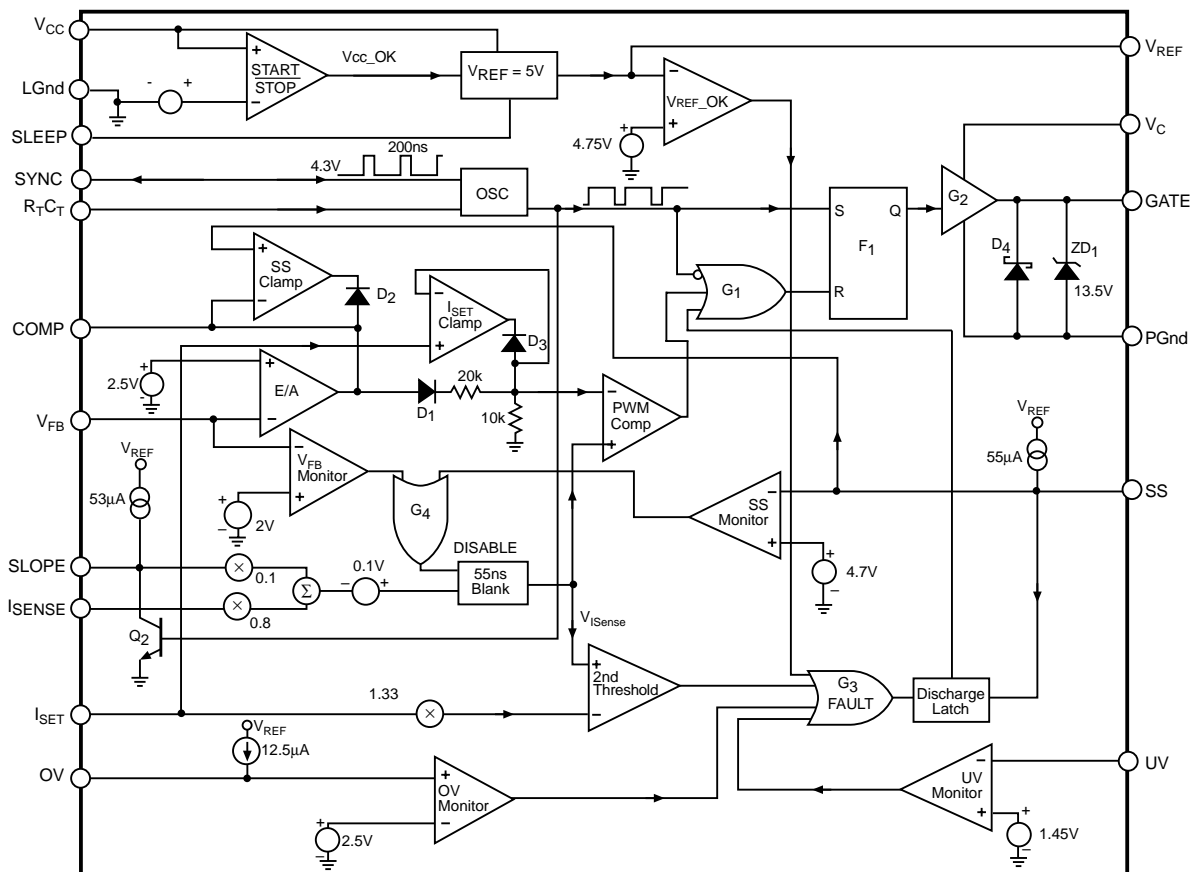 VCC
LGnd
SLEEP
SYNC
RTCT
COMP
VFB
SLOPE
ISENSE
ISET
OV
VREF
VC
GATE
PGnd
SS
UV
+
START
STOP
−
- +
Vcc_OK
VREF = 5V
−
VREF_OK
+
+
4.75V
200ns
4.3V
OSC
S Q
F1
R
G2
D4
ZD1
13.5V
+
SS
Clamp
−
D2
−
ISET
Clamp
+
D3
G1
+
2.5V
-
+
E/A
−
D1
20k
10k
−
PWM
Comp
+
VREF
53µA
−
VFB
Monitor
+
+
2V
−
G4
DISABLE
55ns
Blank
−
SS
Monitor
+
+
4.7V
−
VREF
55µA
×
0.1
×
0.8
Σ
0.1V
− +
VISense
Q2
+
2nd
Threshold
−
1.33
×
G3
FAULT
Discharge
Latch
VREF
12.5µA
+
OV
Monitor
−
+
2.5V
−
−
UV
Monitor
+
+
1.45V
−